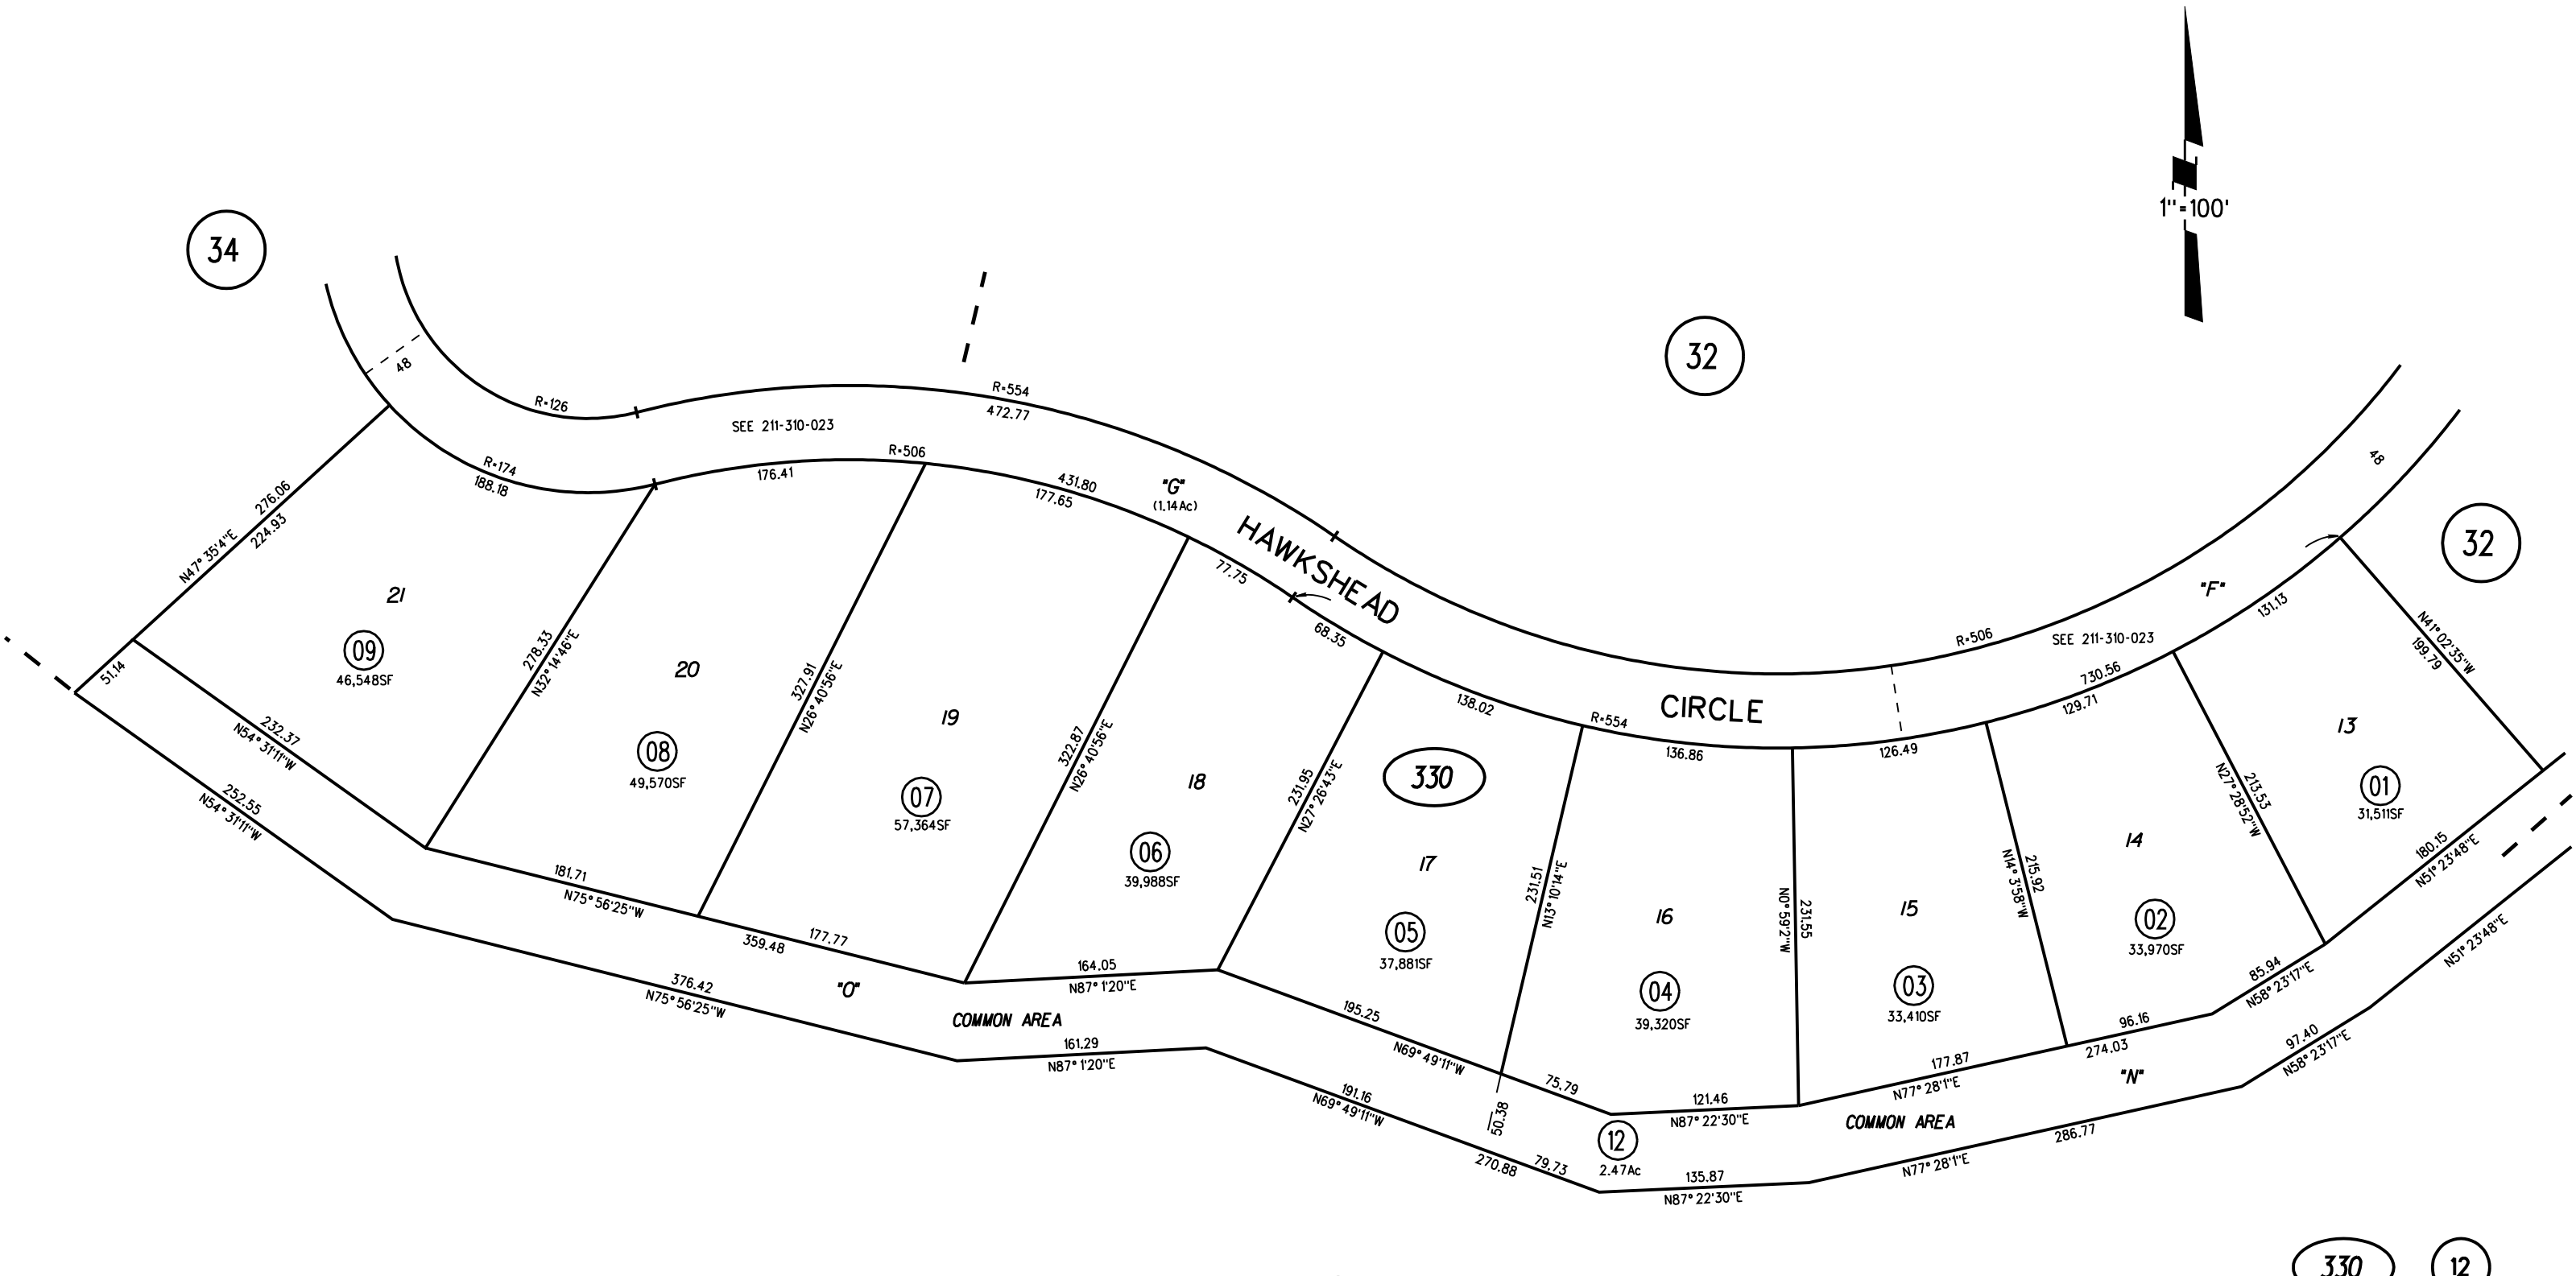 1"=100'
34
32
48
R=126
R=554
472.77
SEE 211-310-023
R=506
176.41
R=174
188.18
431.80
177.65
"G"
(1.14Ac)
HAWKSHEAD
CIRCLE
48
32
"F"
R=506
SEE 211-310-023
730.56
131.13
129.71
126.49
R=554
136.86
138.02
68.35
77.75
276.06
N47°35'4"E
224.93
51.14
21
09
46,548SF
232.37
N54°31'11"W
252.55
N54°31'11"W
278.33
N32°14'46"E
20
08
49,570SF
327.91
N26°40'56"E
19
07
57,364SF
322.87
N26°40'56"E
18
06
39,988SF
231.95
N27°26'43"E
330
17
05
37,881SF
231.51
N13°10'14"E
16
04
39,320SF
N0°59'2"W
231.55
15
03
33,410SF
215.92
N14°3'58"W
14
02
33,970SF
213.53
N27°28'52"W
13
01
31,511SF
N41°02'35"W
199.79
180.15
N51°23'48"E
N51°23'48"E
85.94
N58°23'17"E
97.40
N58°23'17"E
96.16
274.03
177.87
N77°28'1"E
"N"
COMMON AREA
286.77
N77°28'1"E
121.46
N87°22'30"E
135.87
N87°22'30"E
12
2.47Ac
75.79
50.38
79.73
270.88
195.25
N69°49'11"W
191.16
N69°49'11"W
164.05
N87°1'20"E
161.29
N87°1'20"E
"O"
COMMON AREA
181.71
N75°56'25"W
177.77
359.48
376.42
N75°56'25"W
330
12